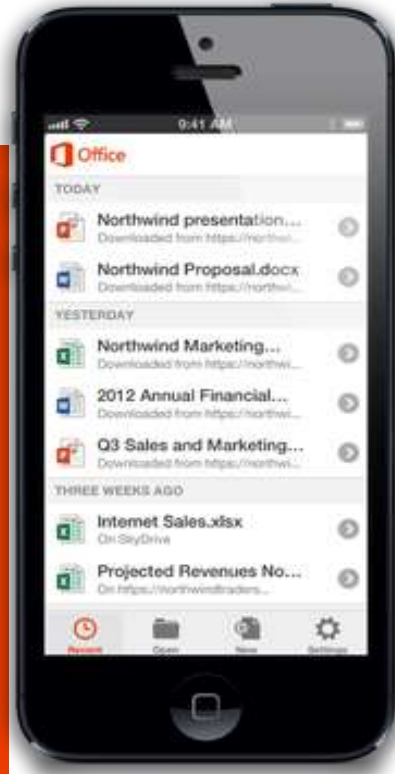 9:41 AM
Office
TODAY
Northwind presentation...
Downloaded from https://northwi...
Northwind Proposal.docx
Downloaded from https://northwi...
YESTERDAY
Northwind Marketing...
Downloaded from https://northwi...
2012 Annual Financial...
Downloaded from https://northwi...
Q3 Sales and Marketing...
Downloaded from https://northwi...
THREE WEEKS AGO
Internet Sales.xlsx
On SkyDrive
Projected Revenues No...
On https://northwindtraders...
Recent
Open
New
Settings